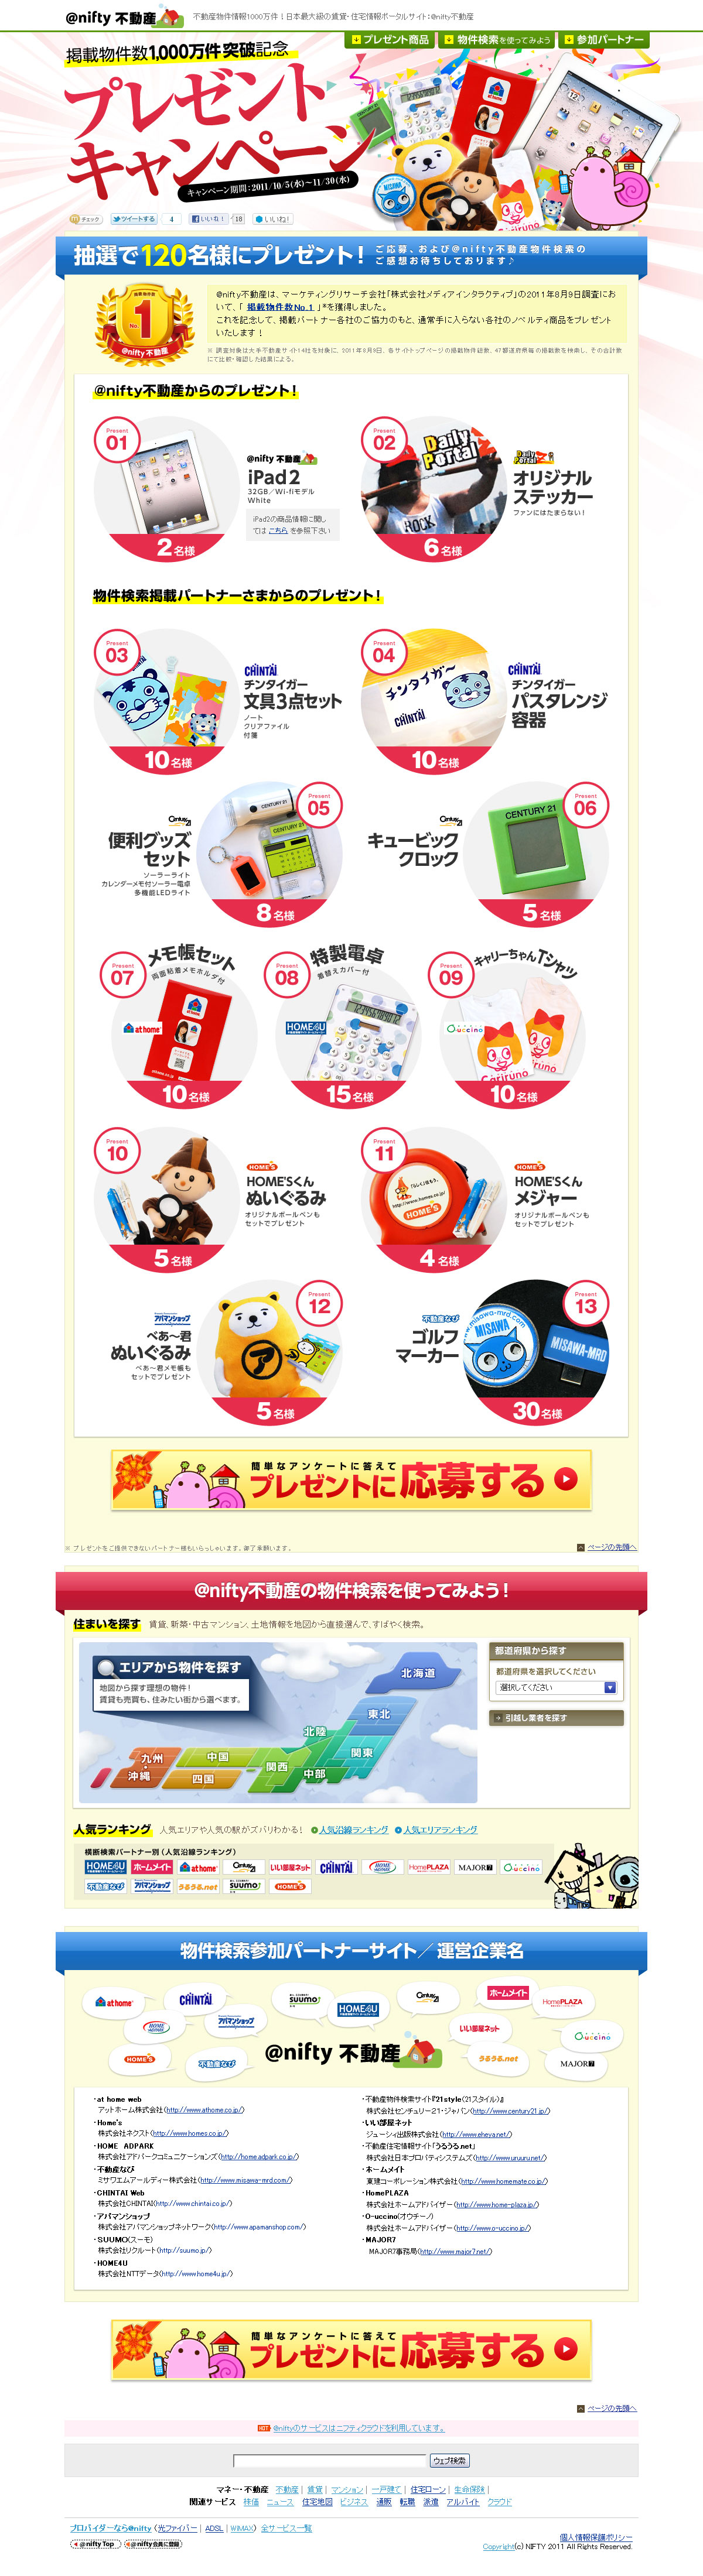 @nifty 不動産
不動産物件情報1000万件！日本最大級の賃貸・住宅情報ポータルサイト：@nifty不動産
プレゼント商品
物件検索を使ってみよう
参加パートナー
掲載物件数1,000万件突破記念
プレゼント
キャンペーン
キャンペーン期間：2011/10/5(水)〜11/30(水)
チェック
ツイートする
4
いいね！
18
いいね！
抽選で120名様にプレゼント！
ご応募、および@nifty不動産物件検索の
ご感想お待ちしております♪
掲載物件数
No.1
@nifty不動産
@nifty不動産は、マーケティングリサーチ会社「株式会社メディアインタラクティブ」の2011年8月9日調査において、「 掲載物件数No.1 」※を獲得しました。
これを記念して、掲載パートナー各社のご協力のもと、通常手に入らない各社のノベルティ商品をプレゼントいたします！
※ 調査対象は大手不動産サイト14社を対象に、2011年8月9日、各サイトトップページの掲載物件総数、47都道府県毎の掲載数を検索し、その合計数にて比較・確認した結果による。
@nifty不動産からのプレゼント！
Present
01
@nifty 不動産
iPad2
32GB／Wi-fiモデル
White
iPad2の商品情報に関し
ては こちら を参照下さい
2名様
Present
02
Daily Portal Z
ROCK
オリジナル
ステッカー
ファンにはたまらない！
6名様
物件検索掲載パートナーさまからのプレゼント！
Present
03
CHINTAI
チンタイガー
文具3点セット
ノート
クリアファイル
付箋
10名様
Present
04
チンタイガ〜
CHINTAI
チンタイガー
パスタレンジ
容器
10名様
Present
05
Century 21
便利グッズ
セット
ソーラーライト
カレンダーメモ付ソーラー電卓
多機能LEDライト
CENTURY 21
8名様
Present
06
Century 21
キュービック
クロック
CENTURY 21
5名様
Present
07
メモ帳セット
両面粘着メモホルダ付
at home
10名様
Present
08
特製電卓
着替えカバー付
HOME4U
15名様
Present
09
キャリーちゃんTシャツ
O-uccino
Cariruno
10名様
Present
10
HOME'S
HOME'Sくん
ぬいぐるみ
オリジナルボールペンも
セットでプレゼント
5名様
Present
11
http://www.homes.co.jp/
HOME'S
HOME'Sくん
メジャー
オリジナルボールペンも
セットでプレゼント
4名様
Present
12
アパマンショップ
べあ〜君
ぬいぐるみ
べあ〜君メモ帳も
セットでプレゼント
ア
5名様
Present
13
不動産なび
ゴルフ
マーカー
www.misawa-mrd.com
MISAWA
MISAWA-MRD
30名様
簡単なアンケートに答えて
プレゼントに応募する
※ プレゼントをご提供できないパートナー様もいらっしゃいます。御了承願います。
ページの先頭へ
@nifty不動産の物件検索を使ってみよう！
住まいを探す
賃貸、新築・中古マンション、土地情報を地図から直接選んで、すばやく検索。
エリアから物件を探す
地図から探す理想の物件！
賃貸も売買も、住みたい街から選べます。
北海道
東北
北陸
関東
中部
関西
中国
四国
九州
沖縄
都道府県から探す
都道府県を選択してください
選択してください
引越し業者を探す
人気ランキング
人気エリアや人気の駅がズバリわかる！
人気沿線ランキング
人気エリアランキング
横断検索パートナー別（人気沿線ランキング）
HOME4U
ホームメイト
at home
Century 21
いい部屋ネット
CHINTAI
HOME ADPARK
HomePLAZA
MAJOR7
O-uccino
不動産なび
アパマンショップ
うるうる.net
SUUMO
HOME'S
物件検索参加パートナーサイト／運営企業名
at home
CHINTAI
SUUMO
HOME4U
Century 21
ホームメイト
HomePLAZA
HOME ADPARK
アパマンショップ
いい部屋ネット
O-uccino
HOME'S
不動産なび
@nifty 不動産
うるうる.net
MAJOR7
・at home web
アットホーム株式会社（http://www.athome.co.jp/）
・Home's
株式会社ネクスト（http://www.homes.co.jp/）
・HOME ADPARK
株式会社アドパークコミュニケーションズ（http://home.adpark.co.jp/）
・不動産なび
ミサワエムアールディー株式会社（http://www.misawa-mrd.com/）
・CHINTAI Web
株式会社CHINTAI（http://www.chintai.co.jp/）
・アパマンショップ
株式会社アパマンショップネットワーク（http://www.apamanshop.com/）
・SUUMO（スーモ）
株式会社リクルート（http://suumo.jp/）
・HOME4U
株式会社NTTデータ（http://www.home4u.jp/）
・不動産物件検索サイト『21style（21スタイル）』
株式会社センチュリー21・ジャパン（http://www.century21.jp/）
・いい部屋ネット
ジューシィ出版株式会社（http://www.eheya.net/）
・不動産住宅情報サイト「うるうる.net」
株式会社日本プロパティシステムズ（http://www.uruuru.net/）
・ホームメイト
東建コーポレーション株式会社（http://www.homemate.co.jp/）
・HomePLAZA
株式会社ホームアドバイザー（http://www.home-plaza.jp/）
・O-uccino（オウチーノ）
株式会社ホームアドバイザー（http://www.o-uccino.jp/）
・MAJOR7
MAJOR7事務局（http://www.major7.net/）
簡単なアンケートに答えて
プレゼントに応募する
ページの先頭へ
HOT @niftyのサービスはニフティクラウドを利用しています。
ウェブ検索
マネー・不動産 不動産｜ 賃貸｜ マンション｜ 一戸建て｜ 住宅ローン｜ 生命保険｜
関連サービス 株価 ニュース 住宅地図 ビジネス 通販 転職 派遣 アルバイト クラウド
プロバイダーなら@nifty （光ファイバー｜ ADSL｜WiMAX） 全サービス一覧
@nifty Top
@nifty会員に登録
個人情報保護ポリシー
Copyright(c) NIFTY 2011 All Rights Reserved.